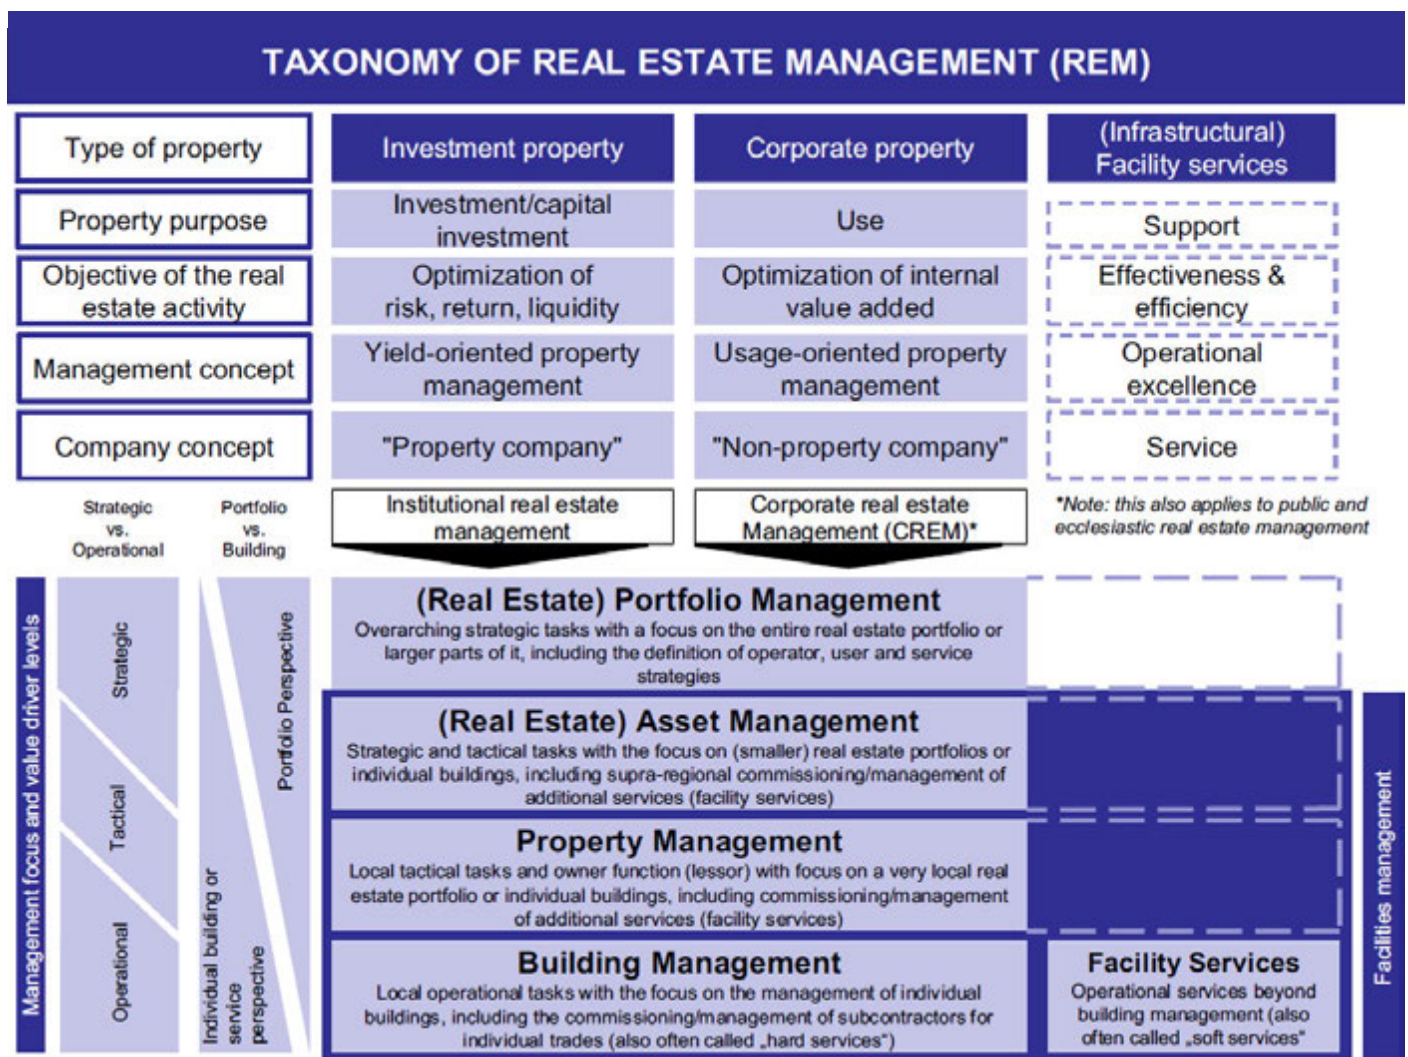 TAXONOMY OF REAL ESTATE MANAGEMENT (REM)
Type of property
Investment property
Corporate property
(Infrastructural)
Facility services
Property purpose
Investment/capital
investment
Use
Support
Objective of the real
estate activity
Optimization of
risk, return, liquidity
Optimization of internal
value added
Effectiveness &
efficiency
Management concept
Yield-oriented property
management
Usage-oriented property
management
Operational
excellence
Company concept
"Property company"
"Non-property company"
Service
Strategic
vs.
Operational
Portfolio
vs.
Building
Institutional real estate
management
Corporate real estate
Management (CREM)*
*Note: this also applies to public and
ecclesiastic real estate management
Management focus and value driver levels
Strategic
Tactical
Operational
Portfolio Perspective
Individual building or
service
perspective
(Real Estate) Portfolio Management
Overarching strategic tasks with a focus on the entire real estate portfolio or
larger parts of it, including the definition of operator, user and service
strategies
(Real Estate) Asset Management
Strategic and tactical tasks with the focus on (smaller) real estate portfolios or
individual buildings, including supra-regional commissioning/management of
additional services (facility services)
Property Management
Local tactical tasks and owner function (lessor) with focus on a very local real
estate portfolio or individual buildings, including commissioning/management
of additional services (facility services)
Building Management
Local operational tasks with the focus on the management of individual
buildings, including the commissioning/management of subcontractors for
individual trades (also often called „hard services")
Facility Services
Operational services beyond
building management (also
often called „soft services"
Facilities management